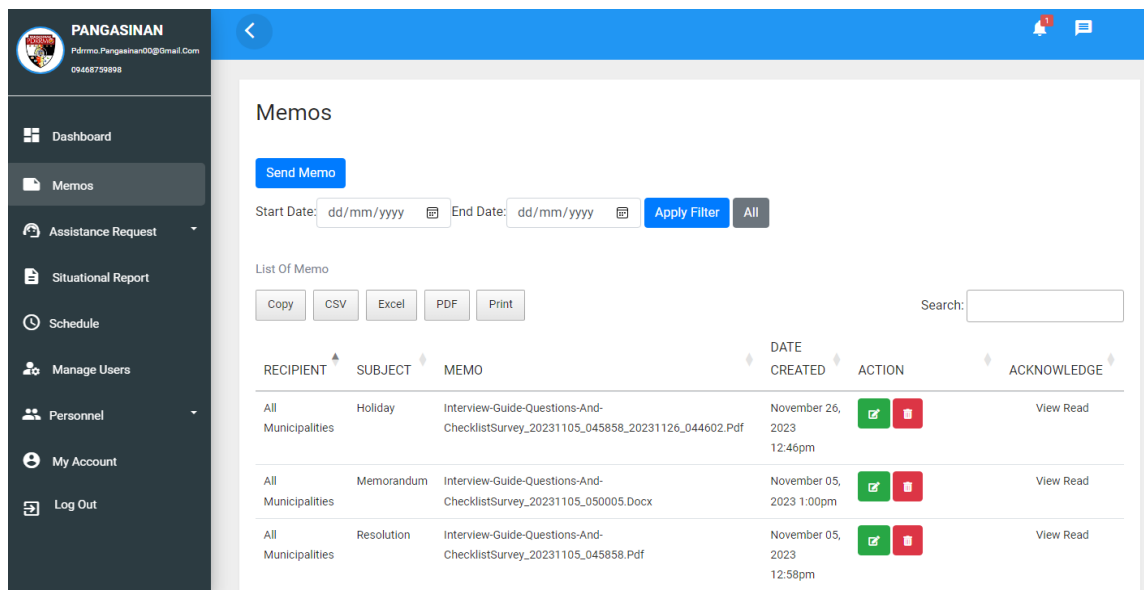 PANGASINAN
Pdrrmo.Pangasinan00@Gmail.Com
09468759898
1
Dashboard
Memos
Assistance Request
Situational Report
Schedule
Manage Users
Personnel
My Account
Log Out
Memos
Send Memo
Start Date: dd/mm/yyyy End Date: dd/mm/yyyy Apply Filter All
List Of Memo
Copy CSV Excel PDF Print Search:
RECIPIENT SUBJECT MEMO DATE CREATED ACTION ACKNOWLEDGE
All Holiday Interview-Guide-Questions-And- November 26, View Read
Municipalities ChecklistSurvey_20231105_045858_20231126_044602.Pdf 2023
12:46pm
All Memorandum Interview-Guide-Questions-And- November 05, View Read
Municipalities ChecklistSurvey_20231105_050005.Docx 2023 1:00pm
All Resolution Interview-Guide-Questions-And- November 05, View Read
Municipalities ChecklistSurvey_20231105_045858.Pdf 2023
12:58pm